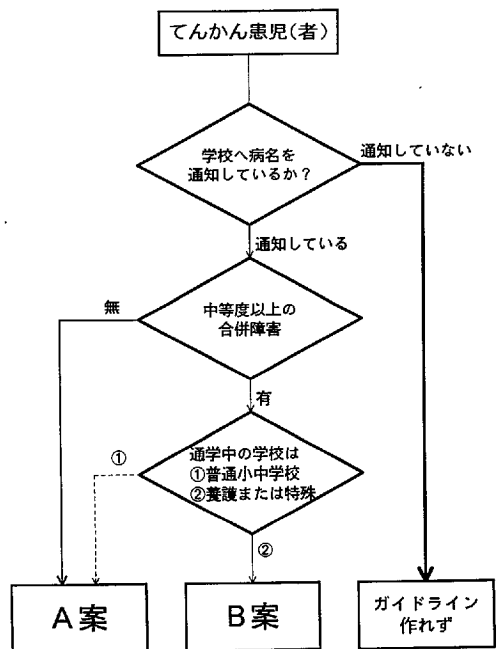 てんかん患児(者)
学校へ病名を
通知しているか？
通知していない
通知している
無
中等度以上の
合併障害
有
①
通学中の学校は
①普通小中学校
②養護または特殊
②
A案
B案
ガイドライン
作れず